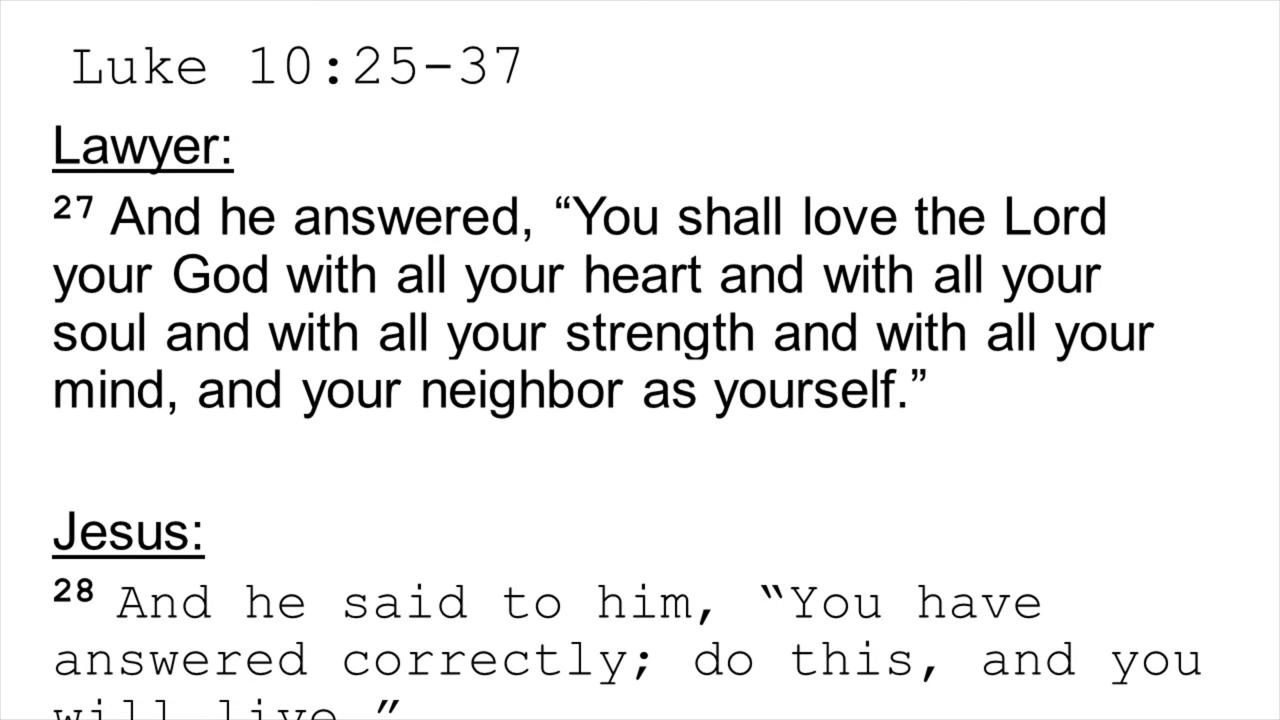 Luke 10:25-37
Lawyer:
27 And he answered, “You shall love the Lord
your God with all your heart and with all your
soul and with all your strength and with all your
mind, and your neighbor as yourself.”
Jesus:
28 And he said to him, “You have
answered correctly; do this, and you
will live.”